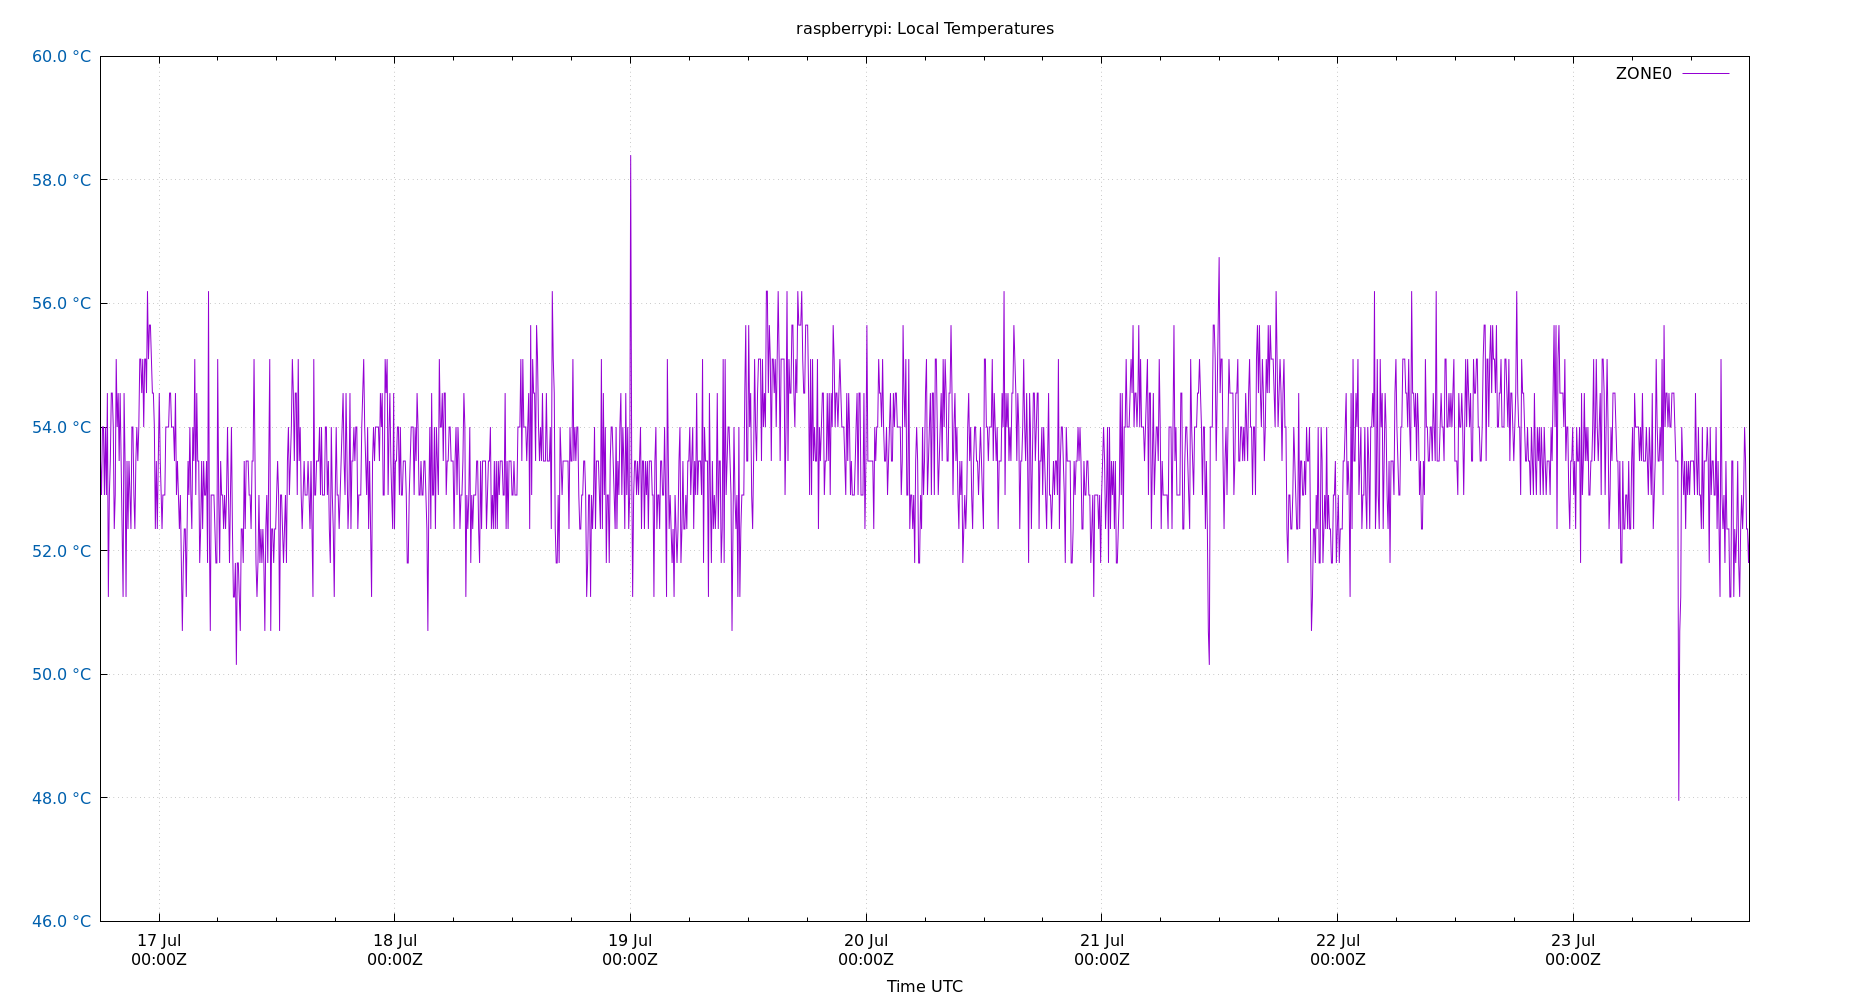 raspberrypi: Local Temperatures
ZONE0
60.0 °C
58.0 °C
56.0 °C
54.0 °C
52.0 °C
50.0 °C
48.0 °C
46.0 °C
17 Jul 18 Jul 19 Jul 20 Jul 21 Jul 22 Jul 23 Jul
00:00Z 00:00Z 00:00Z 00:00Z 00:00Z 00:00Z 00:00Z
Time UTC